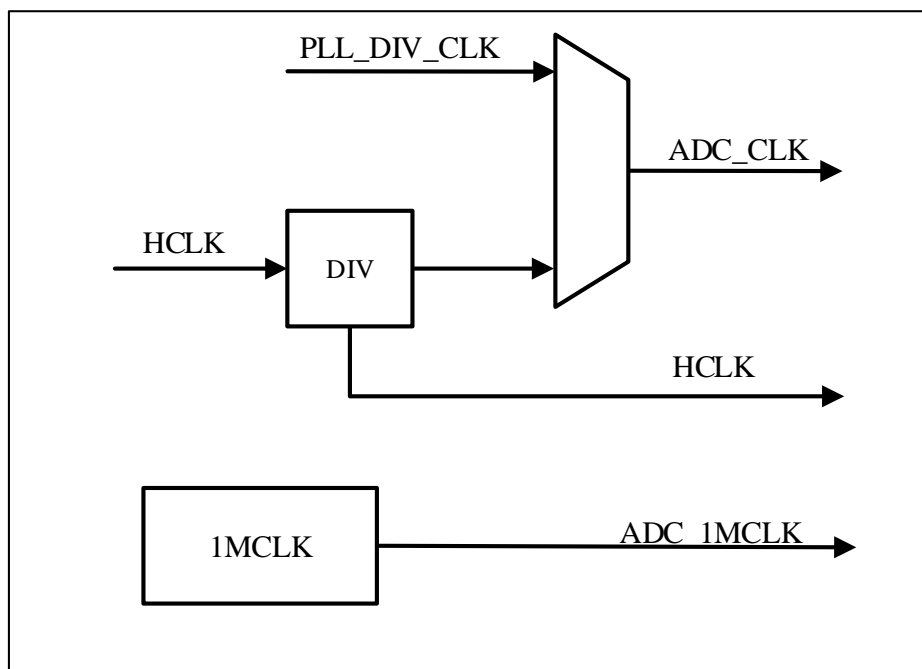 PLL_DIV_CLK
ADC_CLK
HCLK
DIV
HCLK
1MCLK
ADC_1MCLK